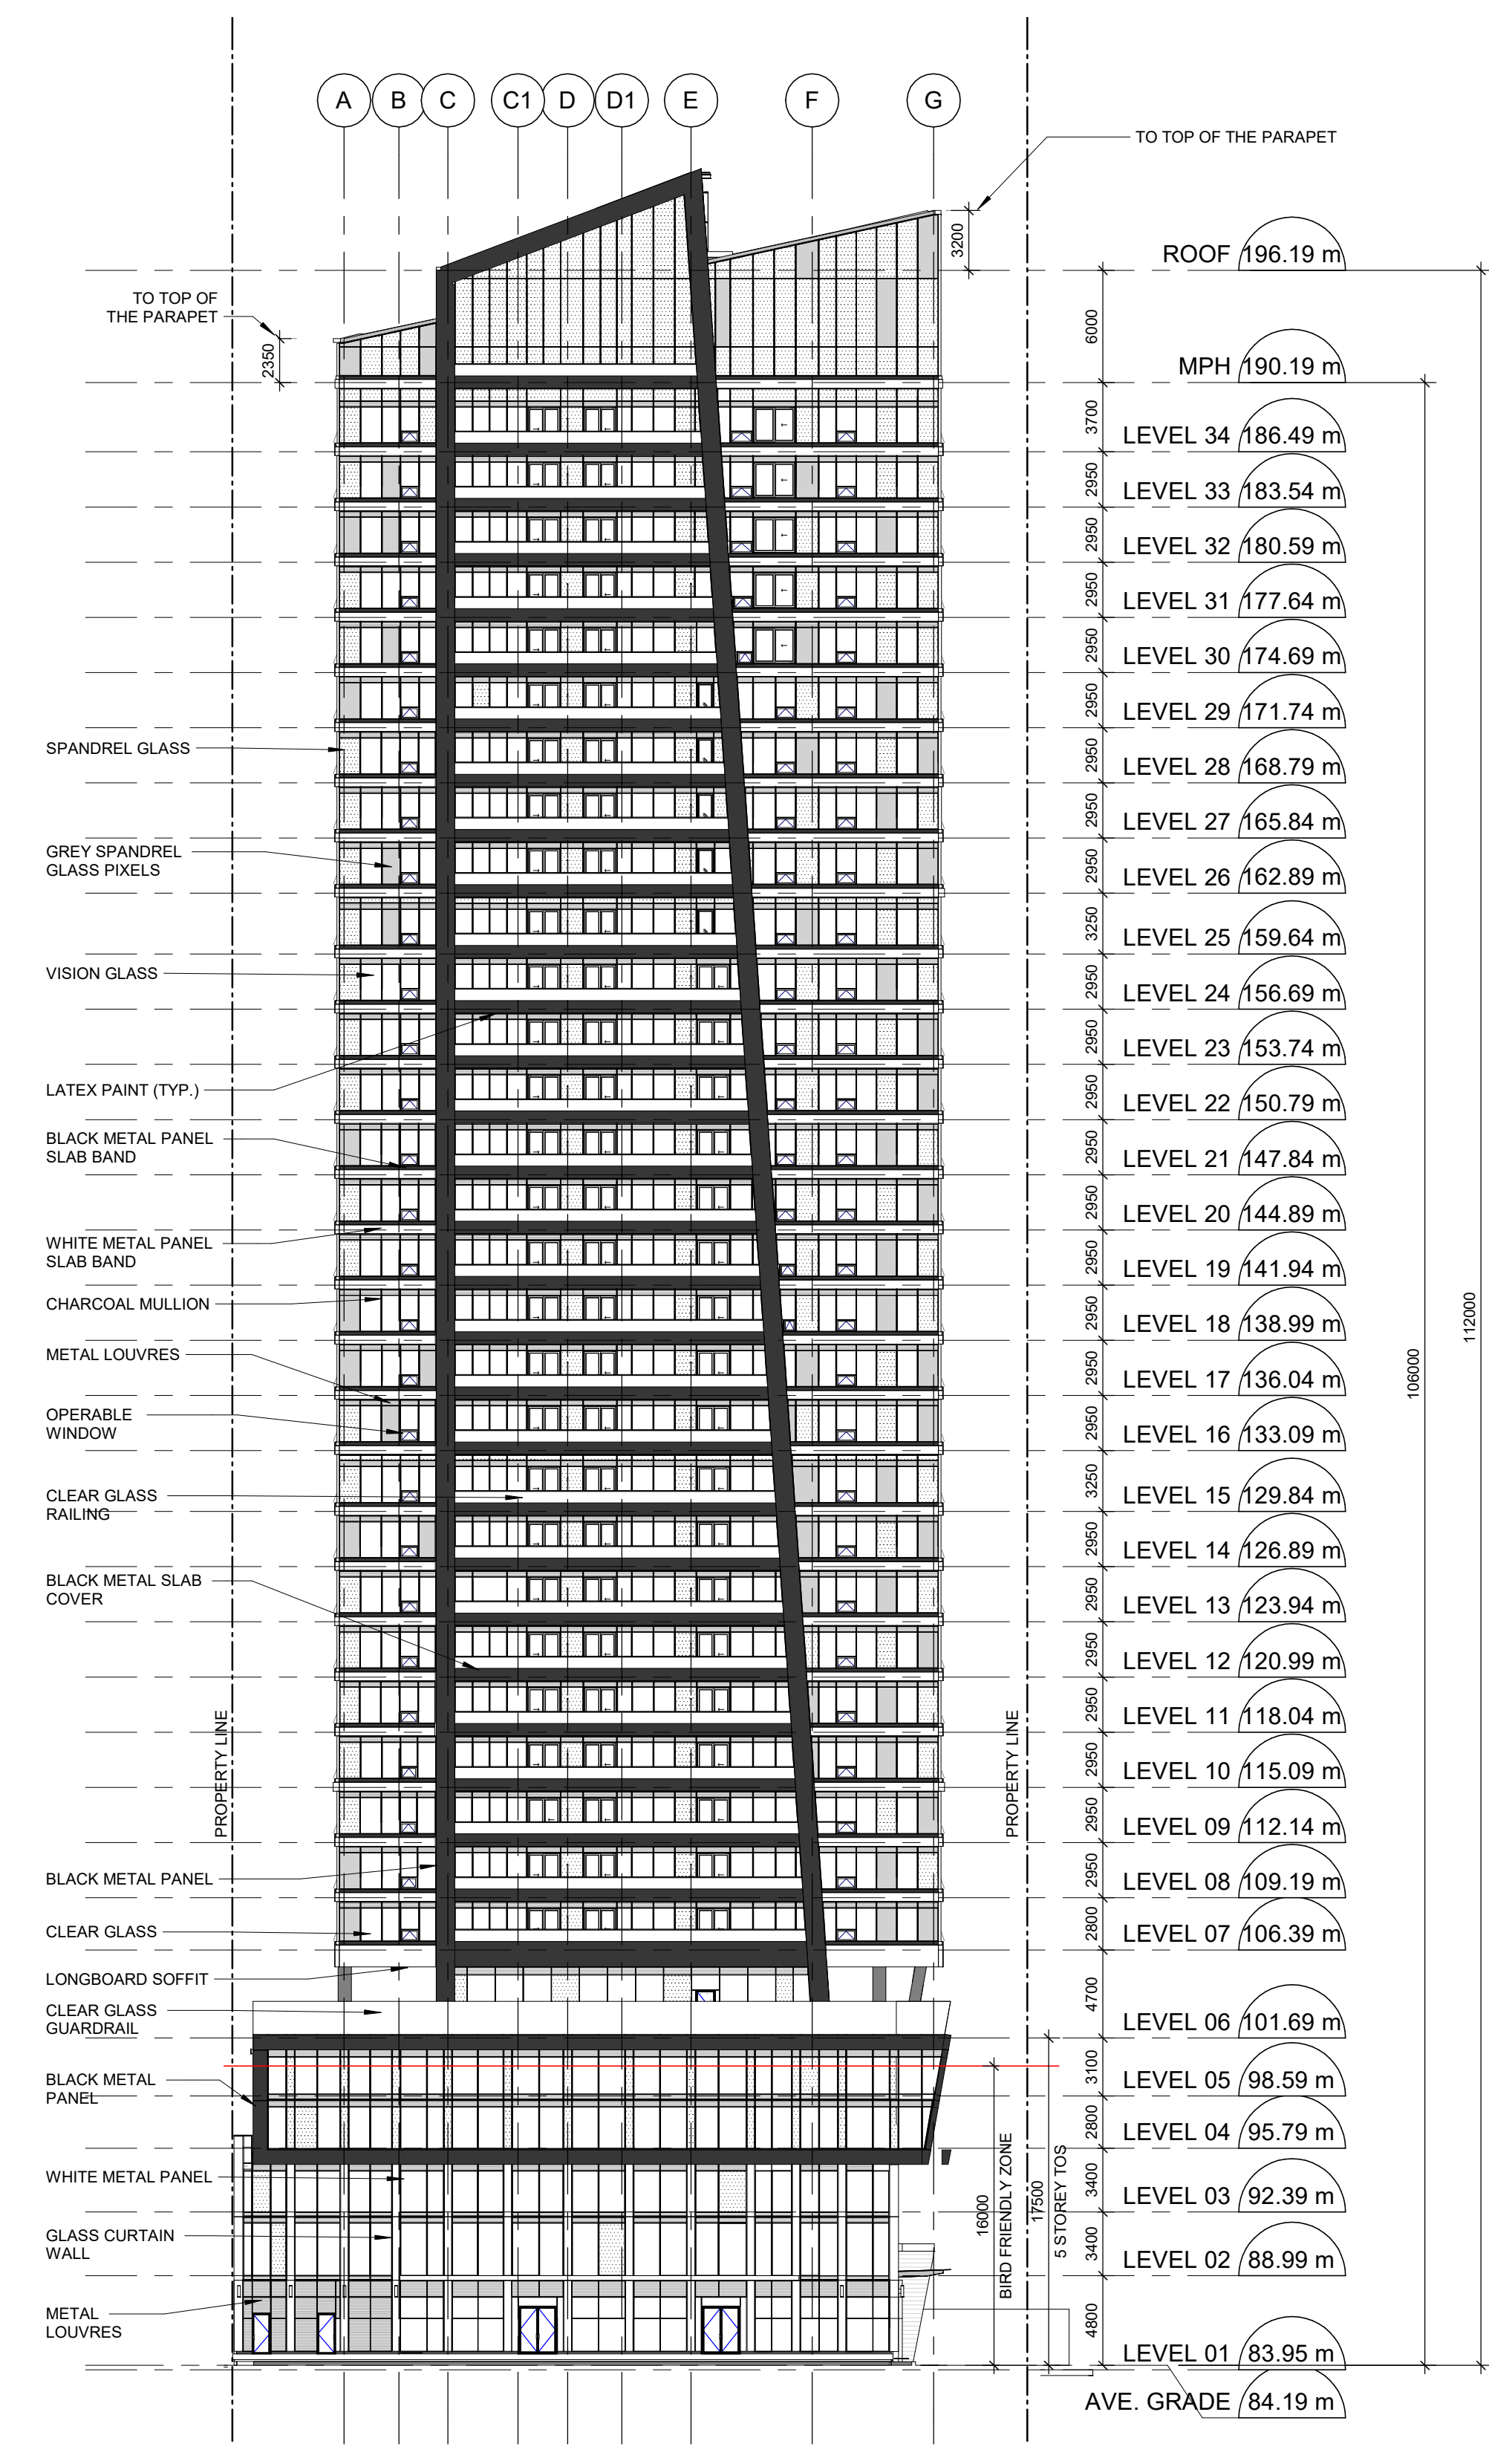 A B C C1 D D1 E F G
TO TOP OF THE PARAPET
3200
ROOF 196.19 m
TO TOP OF
THE PARAPET
2350
6000
MPH 190.19 m
3700
LEVEL 34 186.49 m
2950
LEVEL 33 183.54 m
2950
LEVEL 32 180.59 m
2950
LEVEL 31 177.64 m
2950
LEVEL 30 174.69 m
2950
LEVEL 29 171.74 m
SPANDREL GLASS
2950
LEVEL 28 168.79 m
2950
LEVEL 27 165.84 m
GREY SPANDREL
GLASS PIXELS
2950
LEVEL 26 162.89 m
3250
LEVEL 25 159.64 m
VISION GLASS
2950
LEVEL 24 156.69 m
2950
LEVEL 23 153.74 m
LATEX PAINT (TYP.)
2950
LEVEL 22 150.79 m
BLACK METAL PANEL
SLAB BAND
2950
LEVEL 21 147.84 m
2950
LEVEL 20 144.89 m
WHITE METAL PANEL
SLAB BAND
2950
LEVEL 19 141.94 m
CHARCOAL MULLION
2950
LEVEL 18 138.99 m
112000
METAL LOUVRES
2950
LEVEL 17 136.04 m
106000
OPERABLE
WINDOW
2950
LEVEL 16 133.09 m
CLEAR GLASS
RAILING
3250
LEVEL 15 129.84 m
2950
LEVEL 14 126.89 m
BLACK METAL SLAB
COVER
2950
LEVEL 13 123.94 m
2950
LEVEL 12 120.99 m
2950
LEVEL 11 118.04 m
PROPERTY LINE
PROPERTY LINE
2950
LEVEL 10 115.09 m
2950
LEVEL 09 112.14 m
BLACK METAL PANEL
2950
LEVEL 08 109.19 m
CLEAR GLASS
2800
LEVEL 07 106.39 m
LONGBOARD SOFFIT
CLEAR GLASS
GUARDRAIL
4700
LEVEL 06 101.69 m
BLACK METAL
PANEL
3100
LEVEL 05 98.59 m
2800
LEVEL 04 95.79 m
WHITE METAL PANEL
3400
LEVEL 03 92.39 m
16000
BIRD FRIENDLY ZONE
17500
5 STOREY TOS
GLASS CURTAIN
WALL
3400
LEVEL 02 88.99 m
METAL
LOUVRES
4800
LEVEL 01 83.95 m
AVE. GRADE 84.19 m